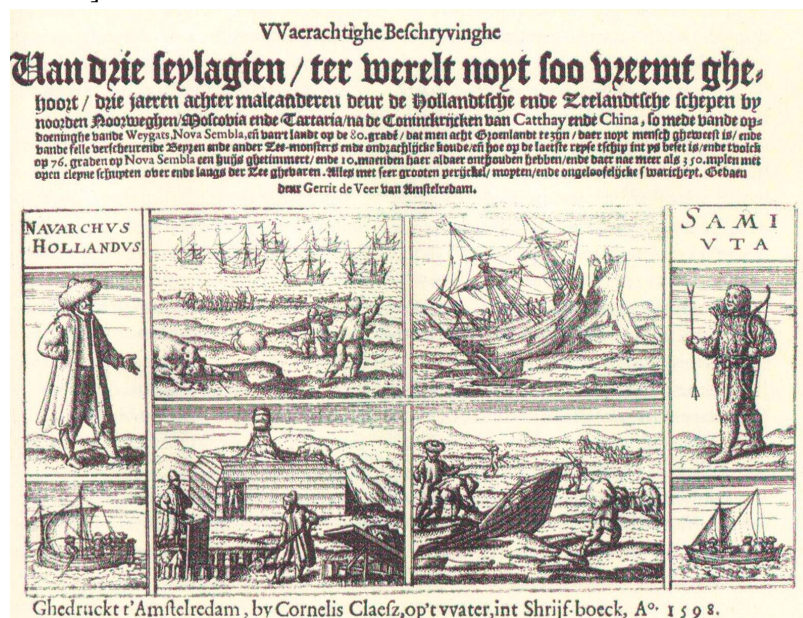 VVaerachtighe Beſchryvinghe
Van drie ſeylagien / ter werelt noyt ſoo vreemt ghe⸗
hoort / drie jaeren achter malcanderen deur de Hollandtſche ende Zeelandtſche ſchepen by
noorden Noorweghen/Moſcovia ende Tartaria/na de Coninckrijcken van Catthay ende China, ſo mede vande op⸗
doeninghe vande Weygats, Nova Sembla, eñ vant landt op de 80. gradē / dat men acht Groenlandt te zijn / daer noyt menſch gheweeſt is/ ende
vande felle verſcheurende Beyren ende ander Zee-monſters ende ondrachlijcke koude/eñ hoe op de laetſte reyſe tſchip int ys beſet is/ende tvolck
op 76. graden op Nova Sembla een huijs ghetimmert/ende 10. maenden haer aldaer onthouden hebben/ende daer nae meer als 350. mylen met
open cleyne ſchuyten over ende langs der Zee ghevaren. Alles met ſeer grooten perijckel/ moyten/ende ongeloofelijcke ſwaricheyt. Gedaen
deur Gerrit de Veer van Amſtelredam.
NAVARCHVS
HOLLANDVS
SAMI
VTA
Ghedruckt t'Amſtelredam, by Cornelis Claeſz, op't vvater, int Shrijf-boeck, Aº. 1598.